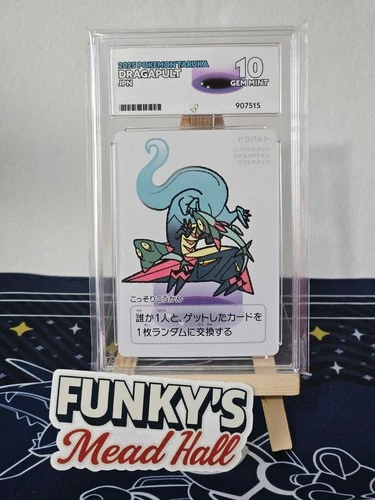 2025 POKEMON TARUKA
DRAGAPULT
JPN
10
GEM MINT
907515
ドラパルト
こっそりこうかん
誰か1人と、ゲットしたカードを
1枚ランダムに交換する
FUNKY'S
Mead Hall